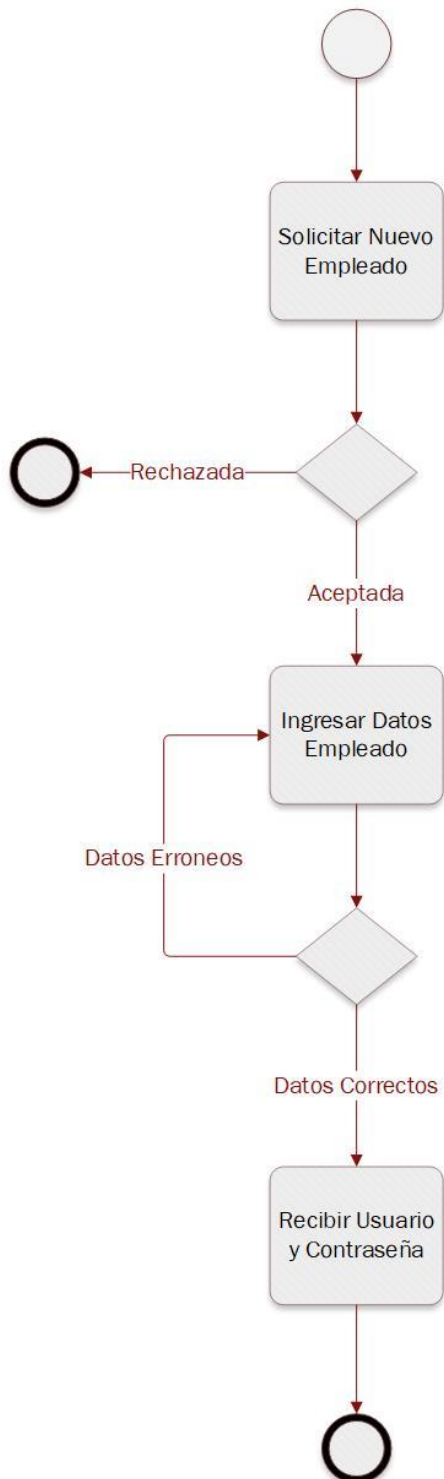 Solicitar Nuevo
Empleado
Rechazada
Aceptada
Ingresar Datos
Empleado
Datos Erroneos
Datos Correctos
Recibir Usuario
y Contraseña